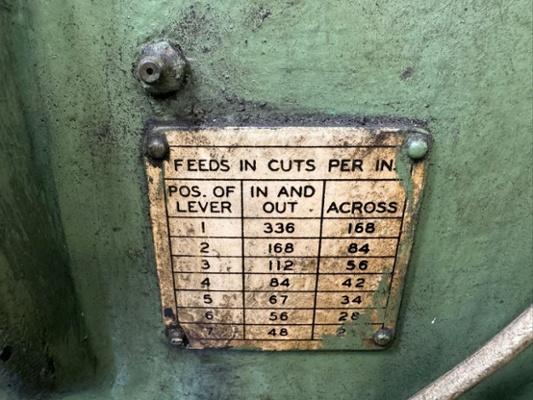 FEEDS IN CUTS PER IN.
POS. OF LEVER IN AND OUT ACROSS
1 336 168
2 168 84
3 112 56
4 84 42
5 67 34
6 56 28
7 48